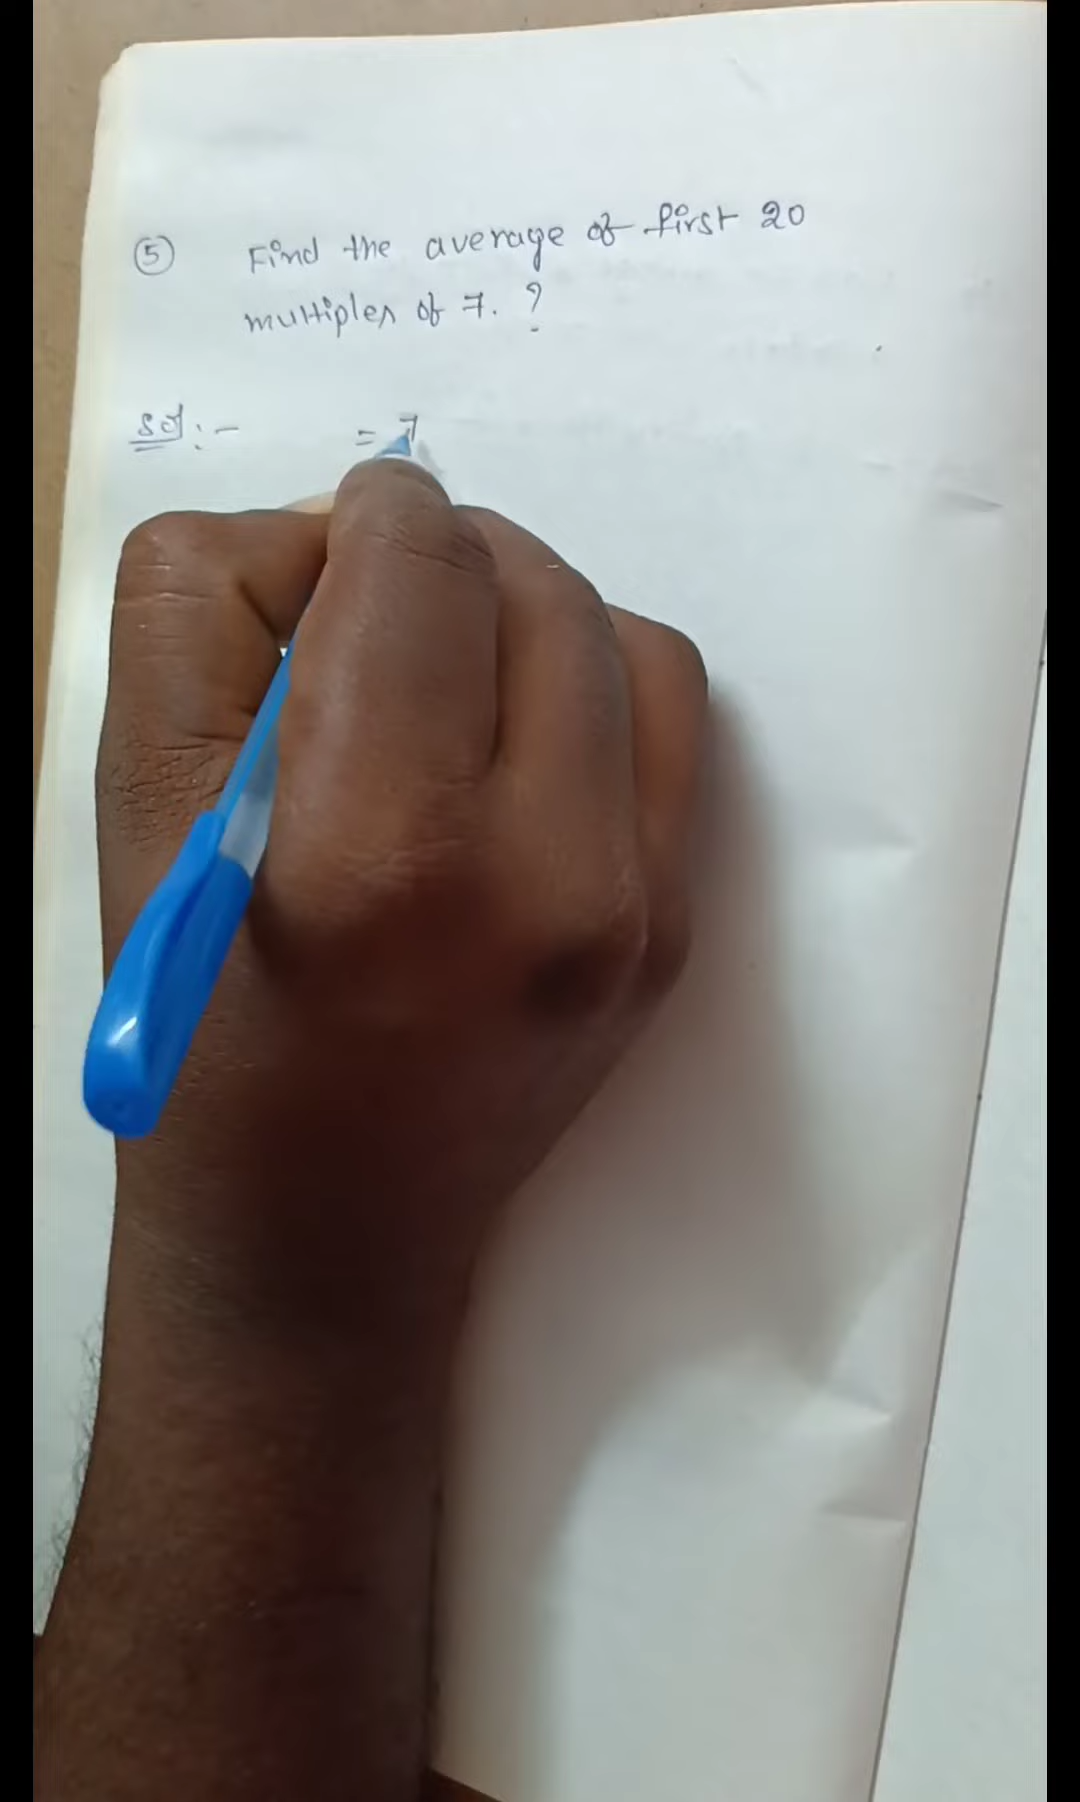 ⑤ Find the average of first 20
multiples of 7. ?
Sol :- = 7